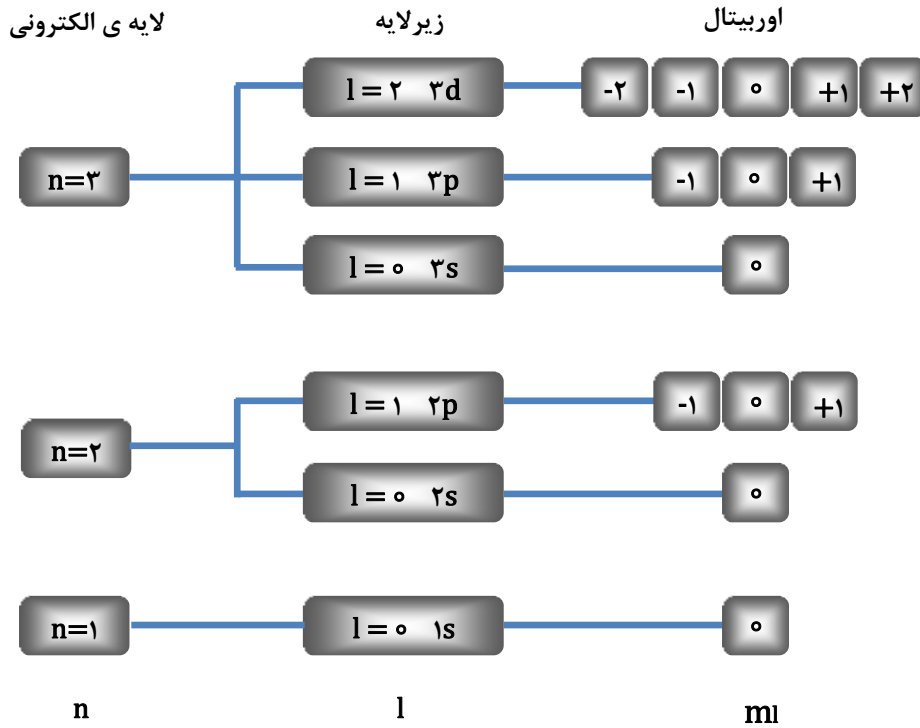 لایه ی الکترونی زیرلایه اوربیتال
l = ۲ ۳d -۲ -۱ ۰ +۱ +۲
n=۳ l = ۱ ۳p -۱ ۰ +۱
l = ۰ ۳s ۰
l = ۱ ۲p -۱ ۰ +۱
n=۲
l = ۰ ۲s ۰
n=۱ l = ۰ ۱s ۰
n l ml